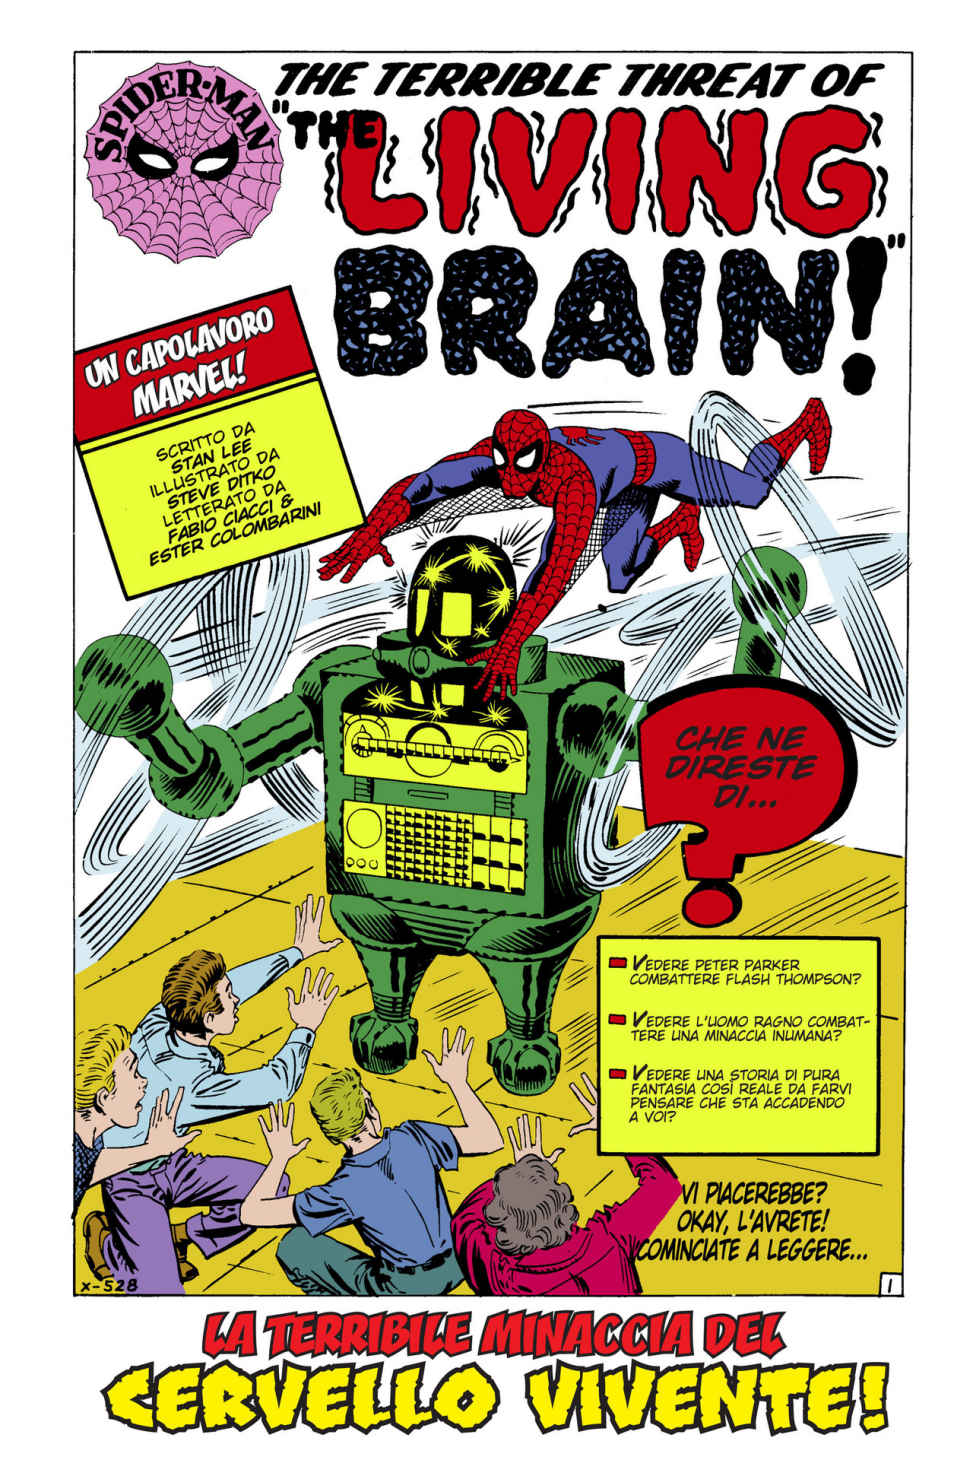 SPIDER-MAN
THE TERRIBLE THREAT OF
"THE LIVING
BRAIN!"
UN CAPOLAVORO
MARVEL!
SCRITTO DA
STAN LEE
ILLUSTRATO DA
STEVE DITKO
LETTERATO DA
FABIO CIACCI &
ESTER COLOMBARINI
CHE NE
DIRESTE
DI...
VEDERE PETER PARKER
COMBATTERE FLASH THOMPSON?
VEDERE L'UOMO RAGNO COMBAT-
TERE UNA MINACCIA INUMANA?
VEDERE UNA STORIA DI PURA
FANTASIA COSÌ REALE DA FARVI
PENSARE CHE STA ACCADENDO
A VOI?
VI PIACEREBBE?
OKAY, L'AVRETE!
COMINCIATE A LEGGERE...
X-528
1
LA TERRIBILE MINACCIA DEL
CERVELLO VIVENTE!